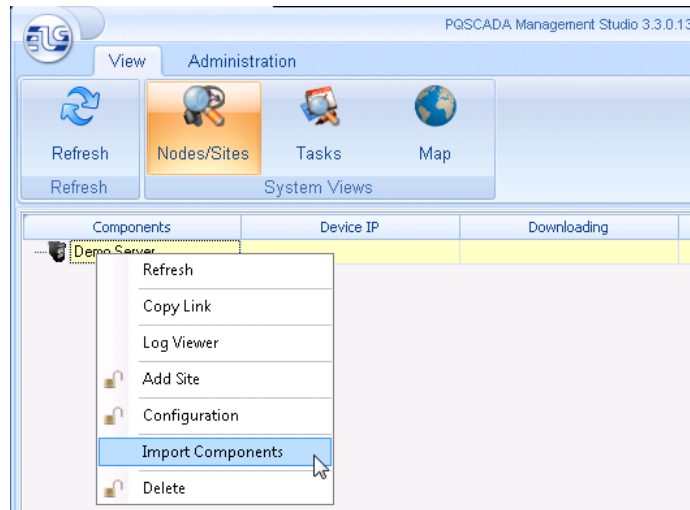 PQSCADA Management Studio 3.3.0.13
View Administration
Refresh Nodes/Sites Tasks Map
Refresh System Views
Components Device IP Downloading
Demo Server
Refresh
Copy Link
Log Viewer
Add Site
Configuration
Import Components
Delete